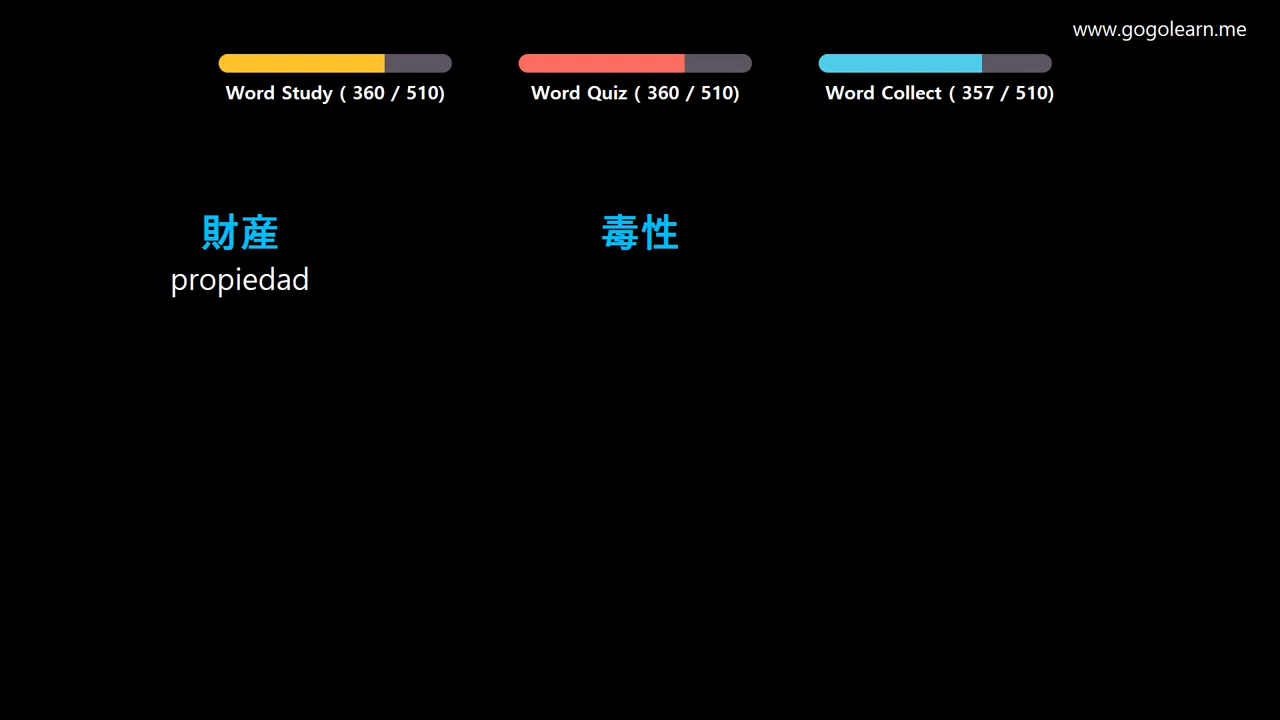 www.gogolearn.me
Word Study ( 360 / 510)
Word Quiz ( 360 / 510)
Word Collect ( 357 / 510)
財産
毒性
propiedad